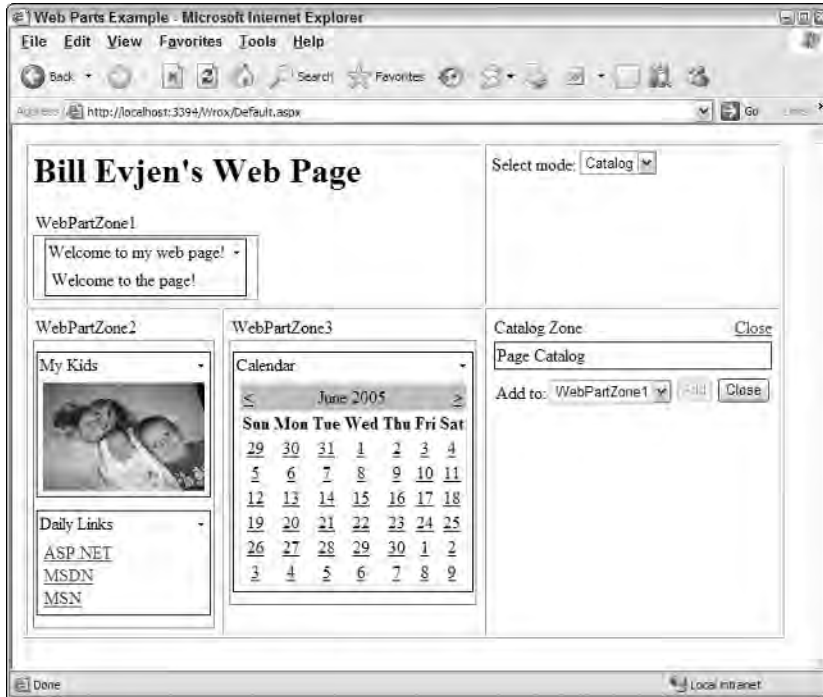 Web Parts Example - Microsoft Internet Explorer
File Edit View Favorites Tools Help
Back Search Favorites
Address http://localhost:3394/Wrox/Default.aspx Go
Bill Evjen's Web Page
Select mode: Catalog
WebPartZone1
Welcome to my web page!
Welcome to the page!
WebPartZone2
My Kids
Daily Links
ASP.NET
MSDN
MSN
WebPartZone3
Calendar
< June 2005 >
Sun Mon Tue Wed Thu Fri Sat
29 30 31 1 2 3 4
5 6 7 8 9 10 11
12 13 14 15 16 17 18
19 20 21 22 23 24 25
26 27 28 29 30 1 2
3 4 5 6 7 8 9
Catalog Zone Close
Page Catalog
Add to: WebPartZone1 Add Close
Done Local intranet